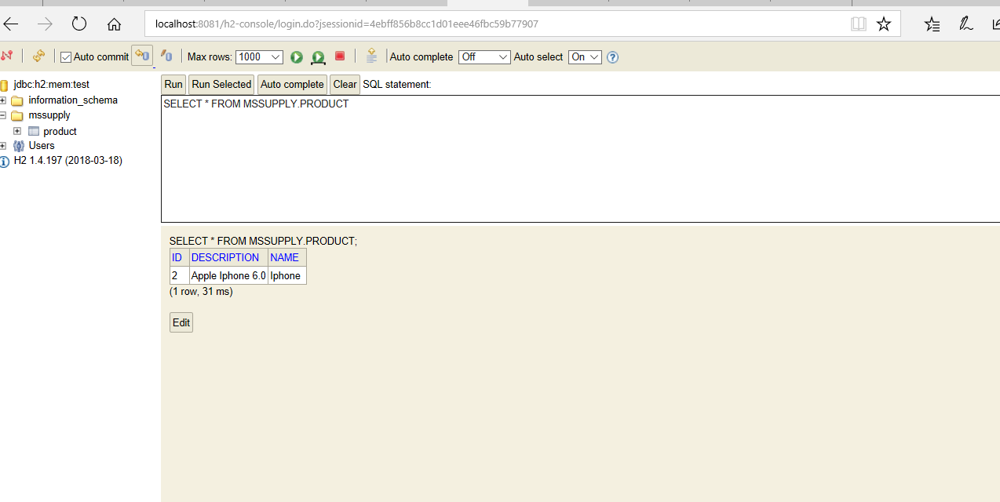 localhost:8081/h2-console/login.do?jsessionid=4ebff856b8cc1d01eee46fbc59b77907
Auto commit Max rows: 1000 Auto complete Off Auto select On ?
jdbc:h2:mem:test
information_schema
mssupply
product
Users
H2 1.4.197 (2018-03-18)
Run Run Selected Auto complete Clear SQL statement:
SELECT * FROM MSSUPPLY.PRODUCT
SELECT * FROM MSSUPPLY.PRODUCT;
ID DESCRIPTION NAME
2 Apple Iphone 6.0 Iphone
(1 row, 31 ms)
Edit